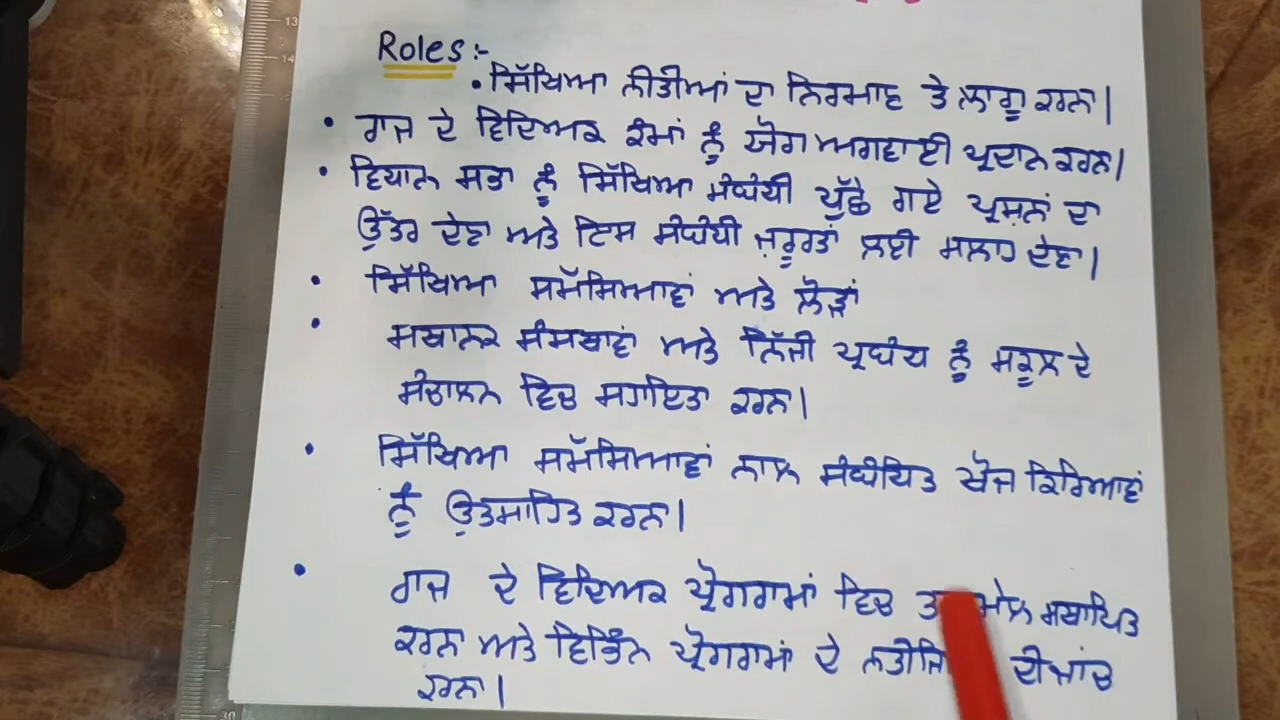 Roles:-
• ਸਿੱਖਿਆ ਨੀਤੀਆਂ ਦਾ ਨਿਰਮਾਣ ਤੇ ਲਾਗੂ ਕਰਨਾ।
• ਰਾਜ ਦੇ ਵਿਦਿਅਕ ਕੰਮਾਂ ਨੂੰ ਯੋਗ ਅਗਵਾਈ ਪ੍ਰਦਾਨ ਕਰਨਾ।
• ਵਿਧਾਨ ਸਭਾ ਨੂੰ ਸਿੱਖਿਆ ਸੰਬੰਧੀ ਪੁੱਛੇ ਗਏ ਪ੍ਰਸ਼ਨਾਂ ਦਾ
ਉੱਤਰ ਦੇਣਾ ਅਤੇ ਇਸ ਸੰਬੰਧੀ ਜ਼ਰੂਰਤਾਂ ਲਈ ਸਲਾਹ ਦੇਣਾ।
• ਸਿੱਖਿਆ ਸਮੱਸਿਆਵਾਂ ਅਤੇ ਲੋੜਾਂ
• ਸਥਾਨਕ ਸੰਸਥਾਵਾਂ ਅਤੇ ਨਿੱਜੀ ਪ੍ਰਬੰਧ ਨੂੰ ਸਕੂਲ ਦੇ
ਸੰਚਾਲਨ ਵਿਚ ਸਹਾਇਤਾ ਕਰਨਾ।
• ਸਿੱਖਿਆ ਸਮੱਸਿਆਵਾਂ ਨਾਲ ਸੰਬੰਧਿਤ ਖੋਜ ਕਿਰਿਆਵਾਂ
ਨੂੰ ਉਤਸਾਹਿਤ ਕਰਨਾ।
• ਰਾਜ ਦੇ ਵਿਦਿਅਕ ਪ੍ਰੋਗਰਾਮਾਂ ਵਿਚ ਸਥਾਪਿਤ
ਕਰਨਾ ਅਤੇ ਵਿਭਿੰਨ ਪ੍ਰੋਗਰਾਮਾਂ ਦੇ ਦੀ ਜਾਂਚ
ਕਰਨਾ।